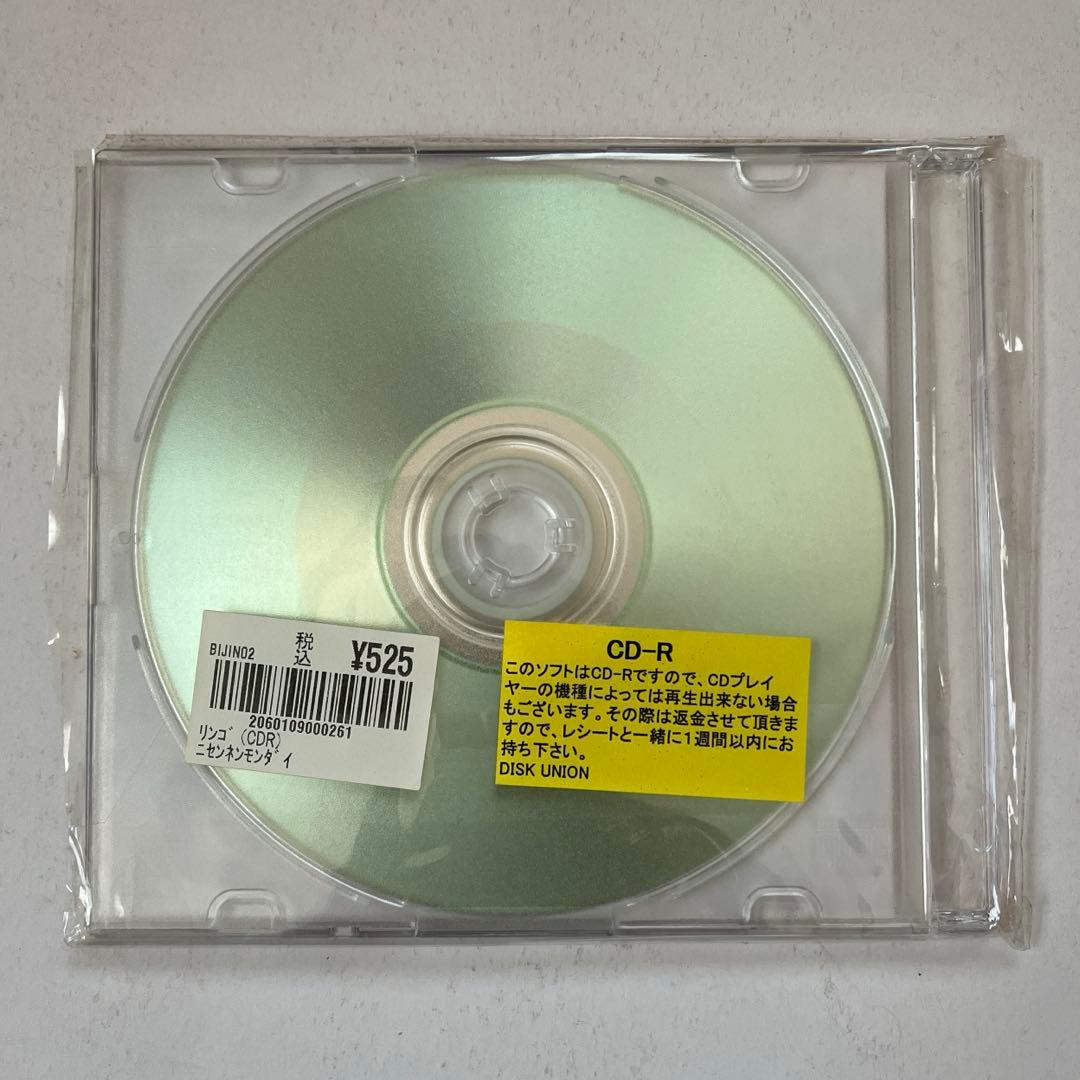 BIJIN02 税込 ¥525
2060109000261
リンゴ(CDR)
ニセンネンモンダイ
CD-R
このソフトはCD-Rですので、CDプレイ
ヤーの機種によっては再生出来ない場合
もございます。その際は返金させて頂きま
すので、レシートと一緒に1週間以内にお
持ち下さい。
DISK UNION